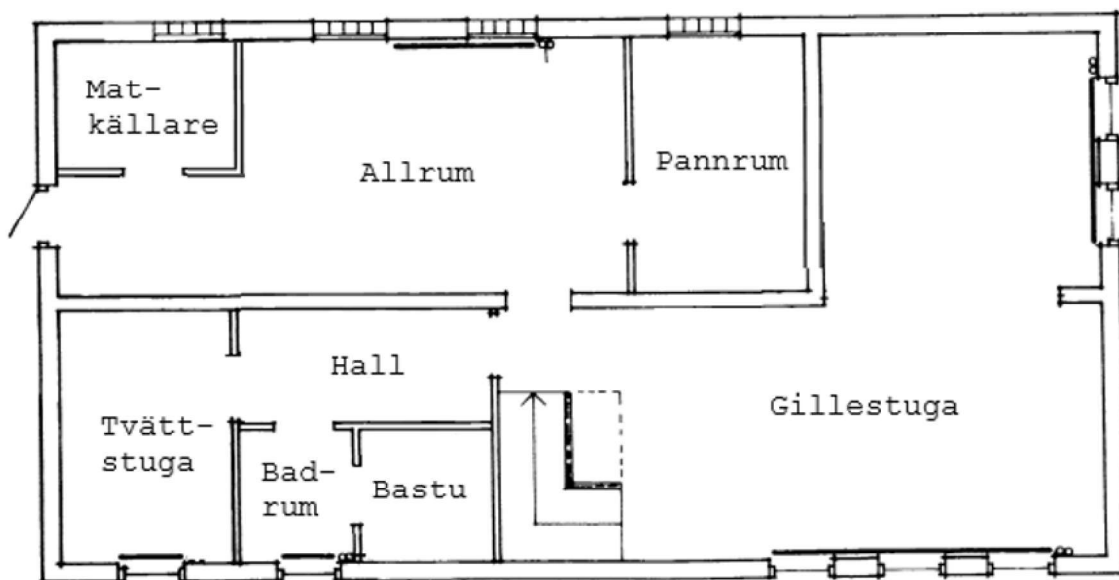 Mat-
källare
Allrum
Pannrum
Hall
Gillestuga
Tvätt-
stuga
Bad-
rum
Bastu